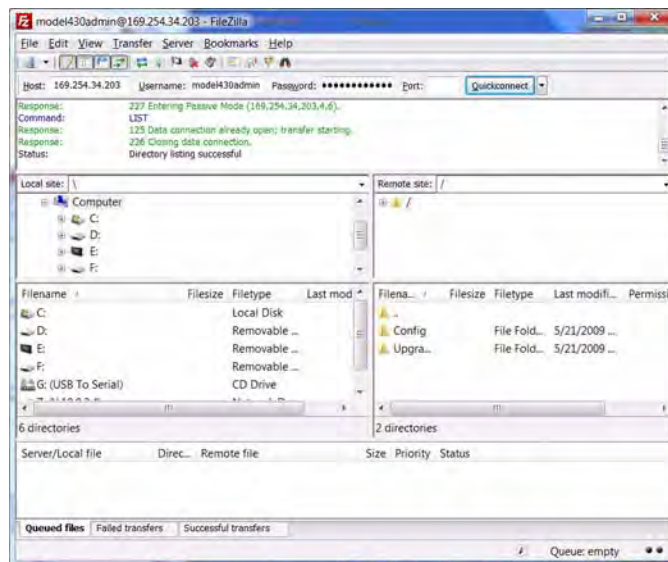 model430admin@169.254.34.203 - FileZilla
File Edit View Transfer Server Bookmarks Help
Host: 169.254.34.203 Username: model430admin Password: ●●●●●●●●●●●● Port: Quickconnect
Response: 227 Entering Passive Mode (169,254,34,203,4,6).
Command: LIST
Response: 125 Data connection already open; transfer starting.
Response: 226 Closing data connection.
Status: Directory listing successful
Local site: \
Remote site: /
Computer
/
C:
D:
E:
F:
Filename / Filesize Filetype Last mod
Filena... / Filesize Filetype Last modifi... Permissi
C: Local Disk
..
D: Removable ...
Config File Fold... 5/21/2009 ...
E: Removable ...
Upgra... File Fold... 5/21/2009 ...
F: Removable ...
G: (USB To Serial) CD Drive
6 directories
2 directories
Server/Local file Direc... Remote file Size Priority Status
Queued files Failed transfers Successful transfers
Queue: empty